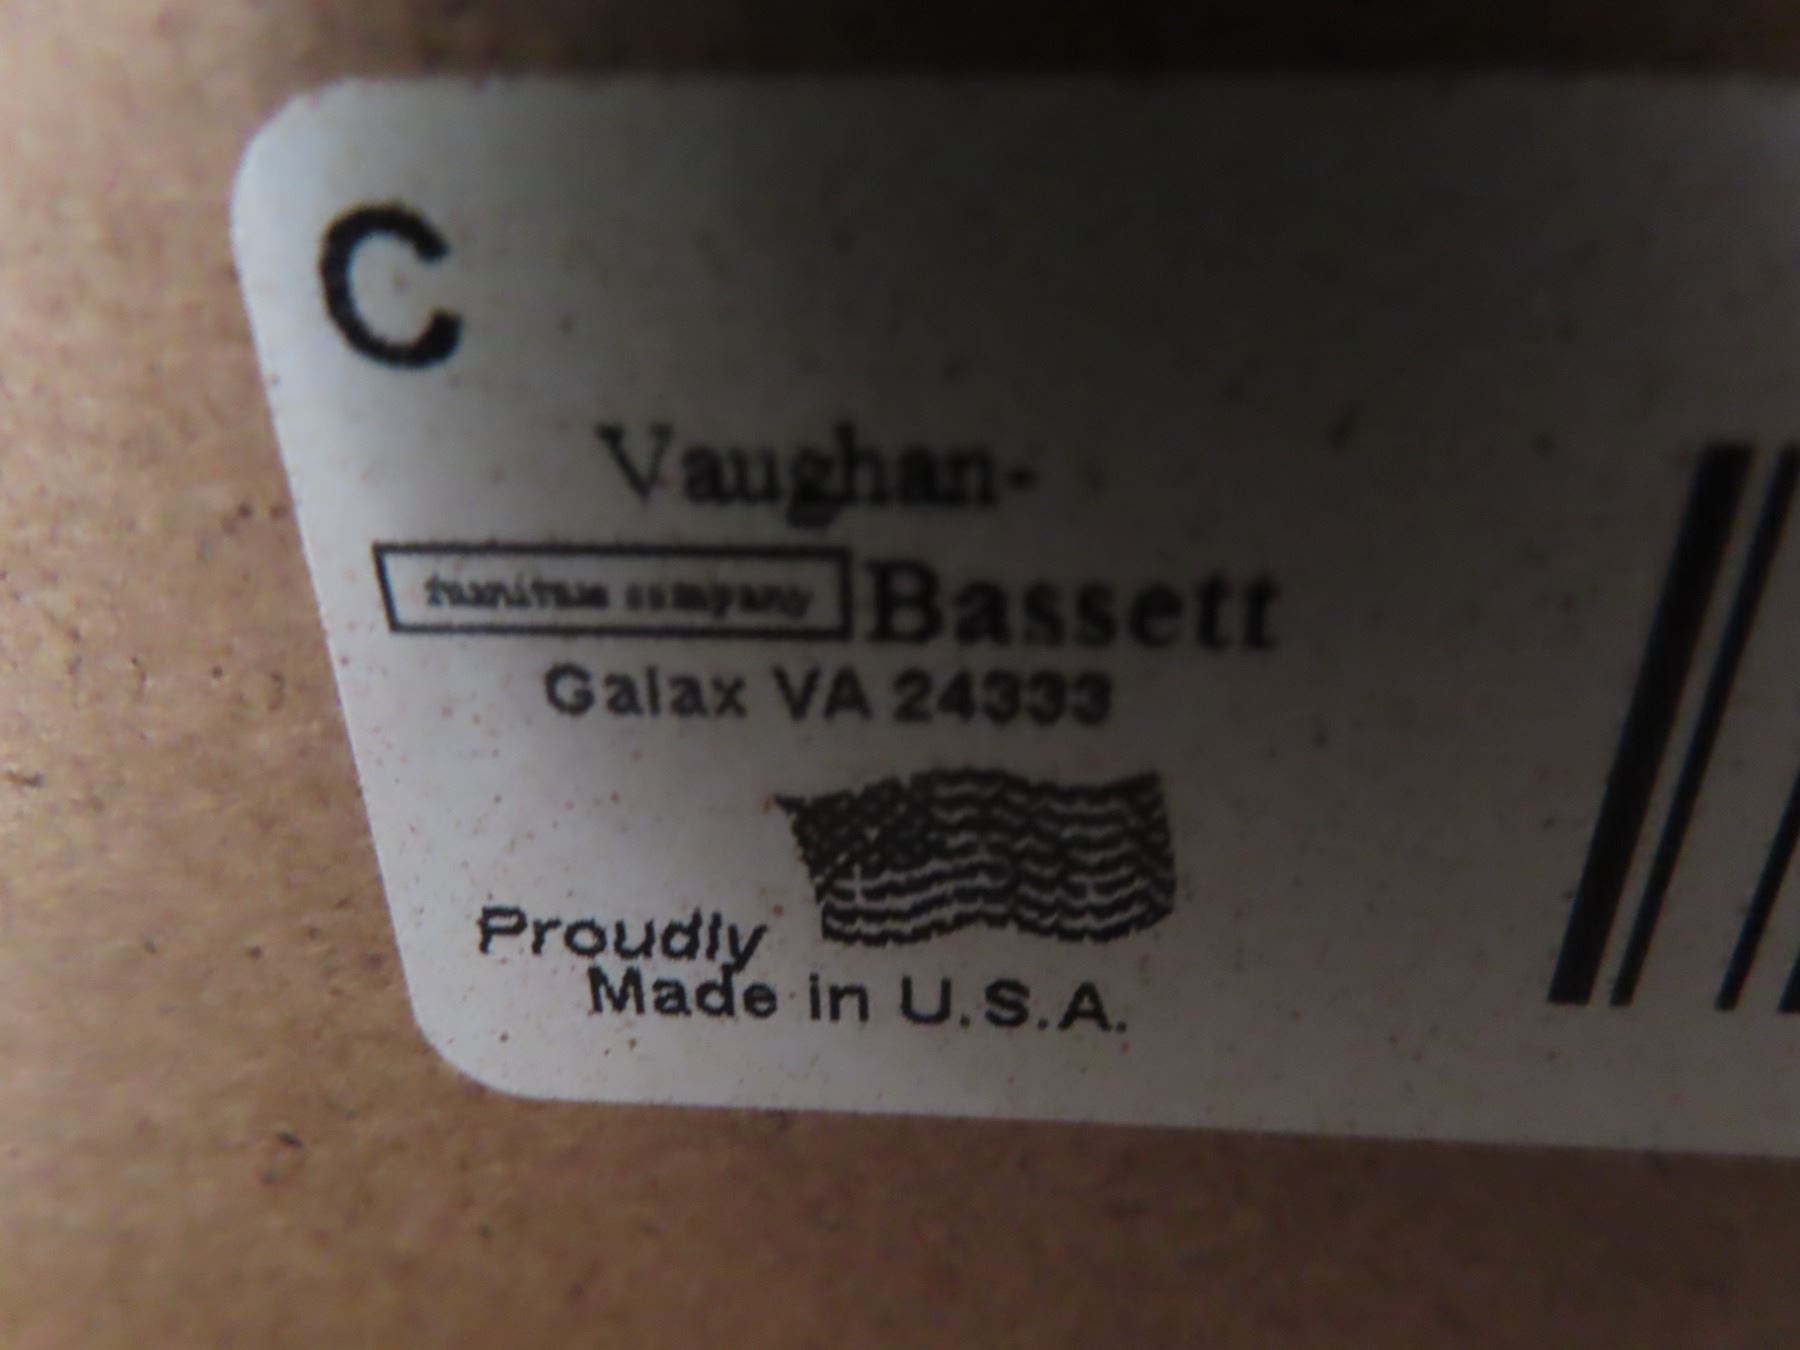 C
Vaughan-
furniture company Bassett
Galax VA 24333
Proudly
Made in U.S.A.